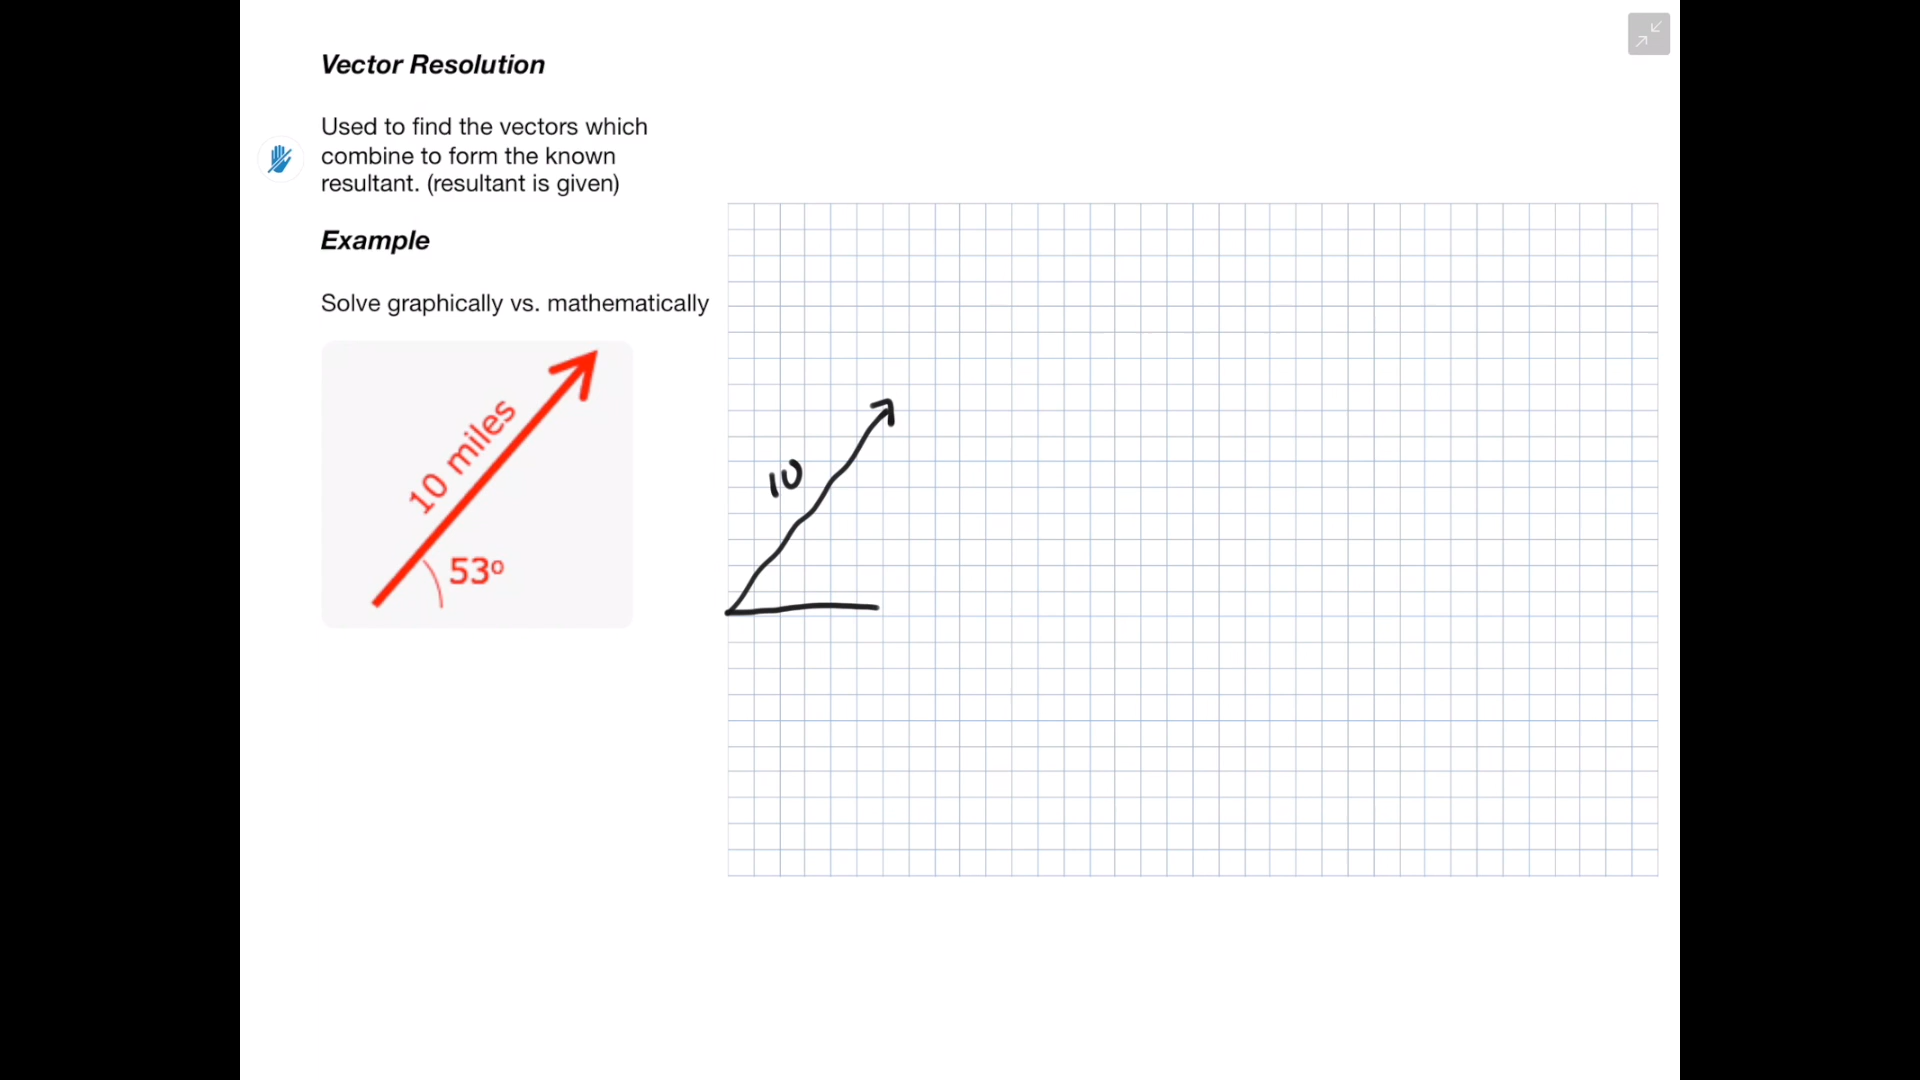 Vector Resolution
Used to find the vectors which
combine to form the known
resultant. (resultant is given)
Example
Solve graphically vs. mathematically
10 miles
53º
10